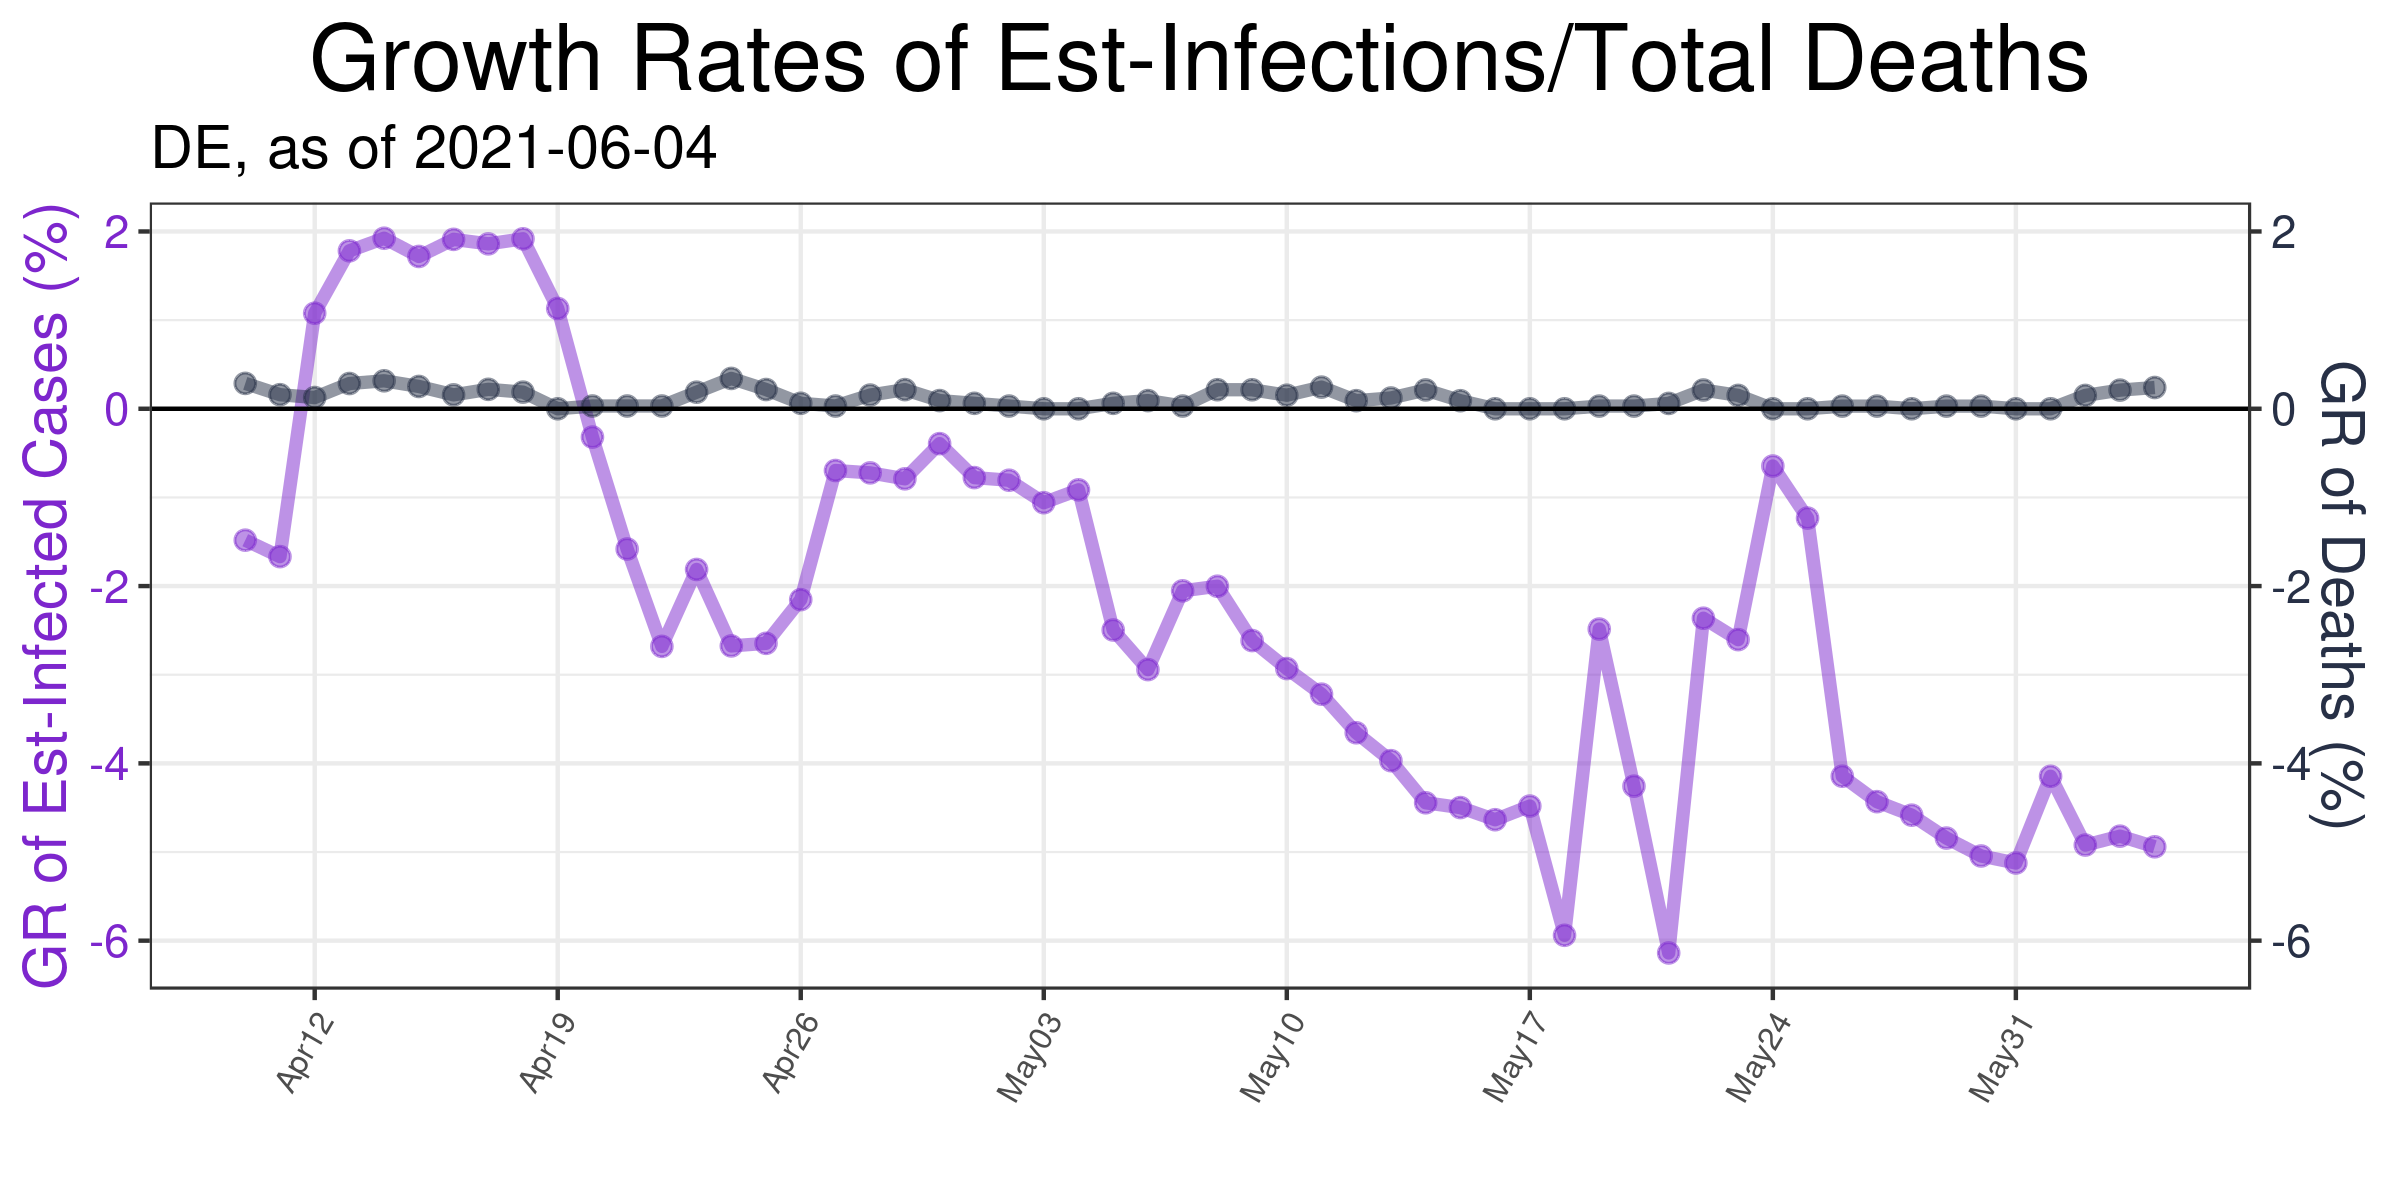 Growth Rates of Est-Infections/Total Deaths
DE, as of 2021-06-04
GR of Est-Infected Cases (%)
2
0
-2
-4
-6
2
0
-2
-4
-6
GR of Deaths (%)
Apr12
Apr19
Apr26
May03
May10
May17
May24
May31